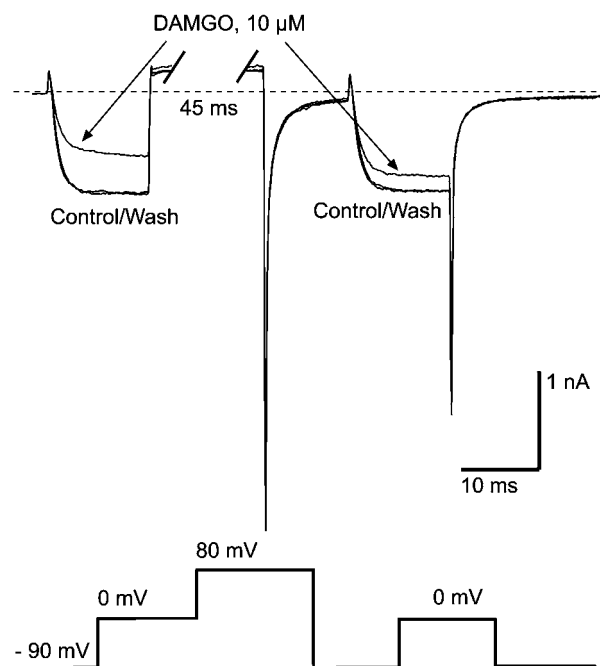 DAMGO, 10 µM
45 ms
Control/Wash
Control/Wash
1 nA
10 ms
80 mV
0 mV
0 mV
- 90 mV